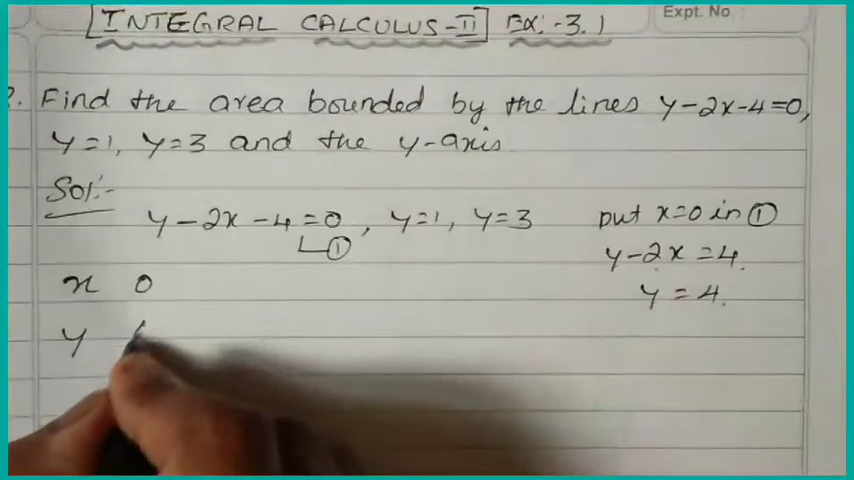 [INTEGRAL CALCULUS-II] EX:-3.1
Expt. No.
2. Find the area bounded by the lines y-2x-4=0,
y=1, y=3 and the y-axis.
Sol:-
y-2x-4=0, y=1, y=3
①
put x=0 in ①
y-2x=4.
y=4.
x 0
y